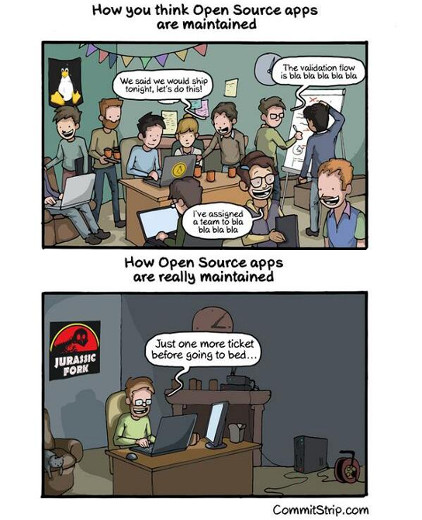 How you think Open Source apps
are maintained
We said we would ship
tonight, let's do this!
The validation flow
is bla bla bla bla bla
I've assigned
a team to bla
bla bla bla
How Open Source apps
are really maintained
JURASSIC
FORK
Just one more ticket
before going to bed...
CommitStrip.com